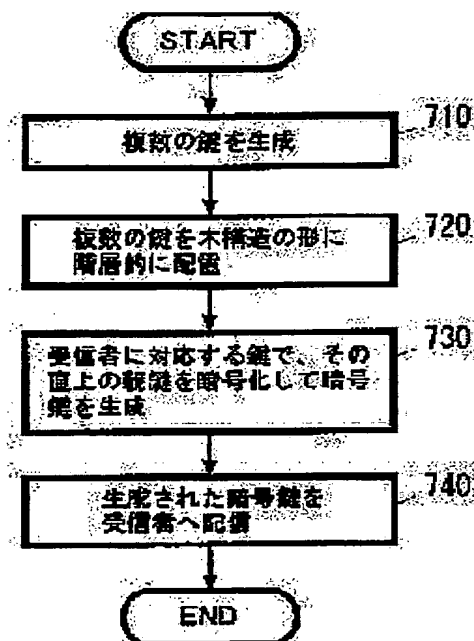 START
710
複数の鍵を生成
720
複数の鍵を木構造の形に
階層的に配置
730
受信者に対応する鍵で、その
直上の親鍵を暗号化して暗号
鍵を生成
740
生成された暗号鍵を
受信者へ配信
END